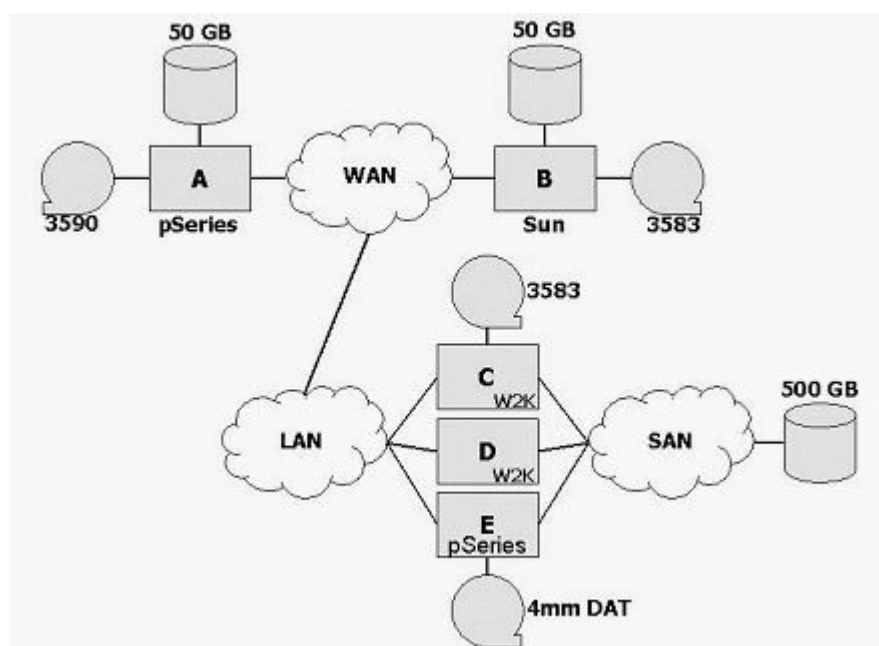 50 GB
50 GB
A
WAN
B
3590
pSeries
Sun
3583
3583
C
W2K
500 GB
LAN
D
W2K
SAN
E
pSeries
4mm DAT